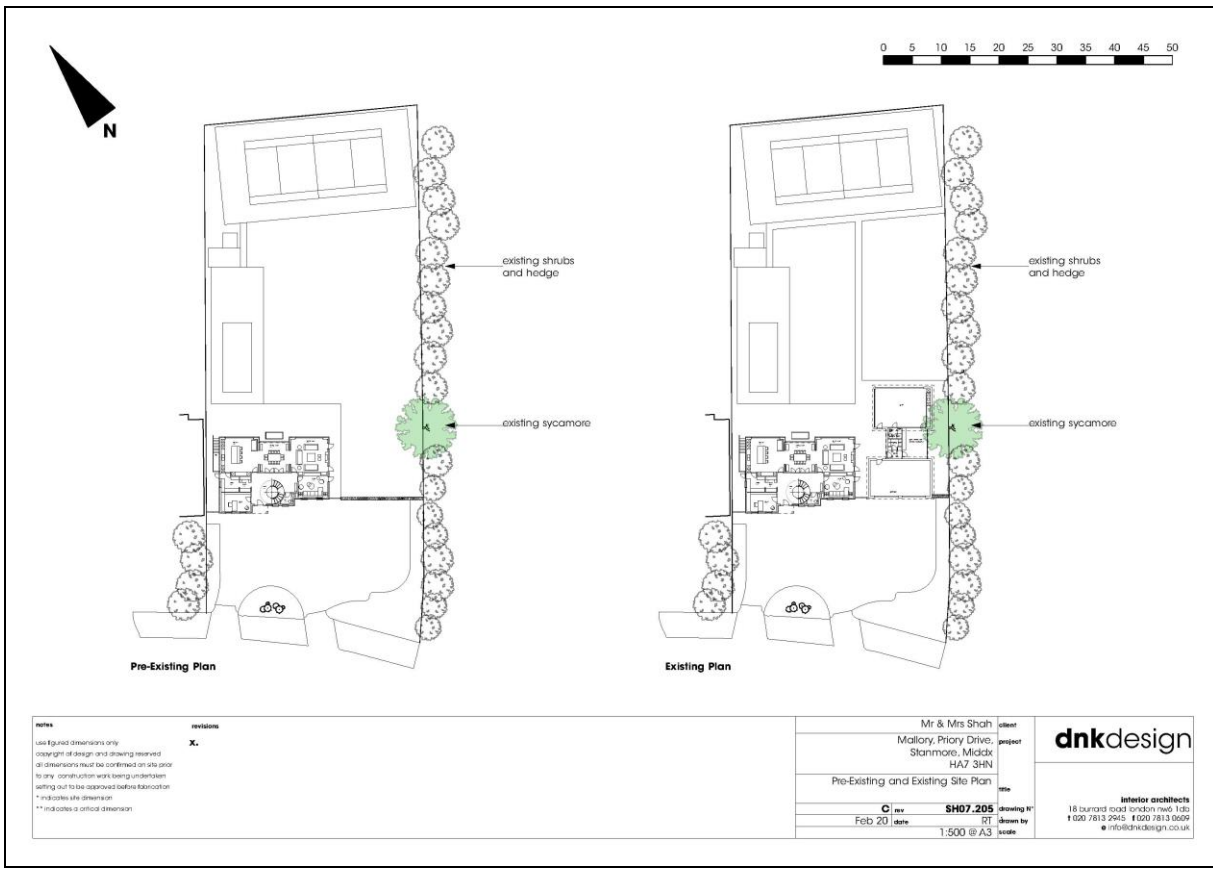 N
0 5 10 15 20 25 30 35 40 45 50
existing shrubs
and hedge
existing sycamore
Pre-Existing Plan
existing shrubs
and hedge
existing sycamore
Existing Plan
notes
use figured dimensions only
copyright of design and drawing reserved
all dimensions must be confirmed on site prior
to any construction work being undertaken
setting out to be approved before fabrication
* indicates site dimension
** indicates a critical dimension
revisions
x.
Mr & Mrs Shah client
Mallory, Priory Drive, project
Stanmore, Middx
HA7 3HN
Pre-Existing and Existing Site Plan
title
C rev SH07.205 drawing N°
Feb 20 date RT drawn by
1:500 @ A3 scale
dnkdesign
interior architects
18 burrard road london nw6 1db
t 020 7813 2945 f 020 7813 0609
e info@dnkdesign.co.uk